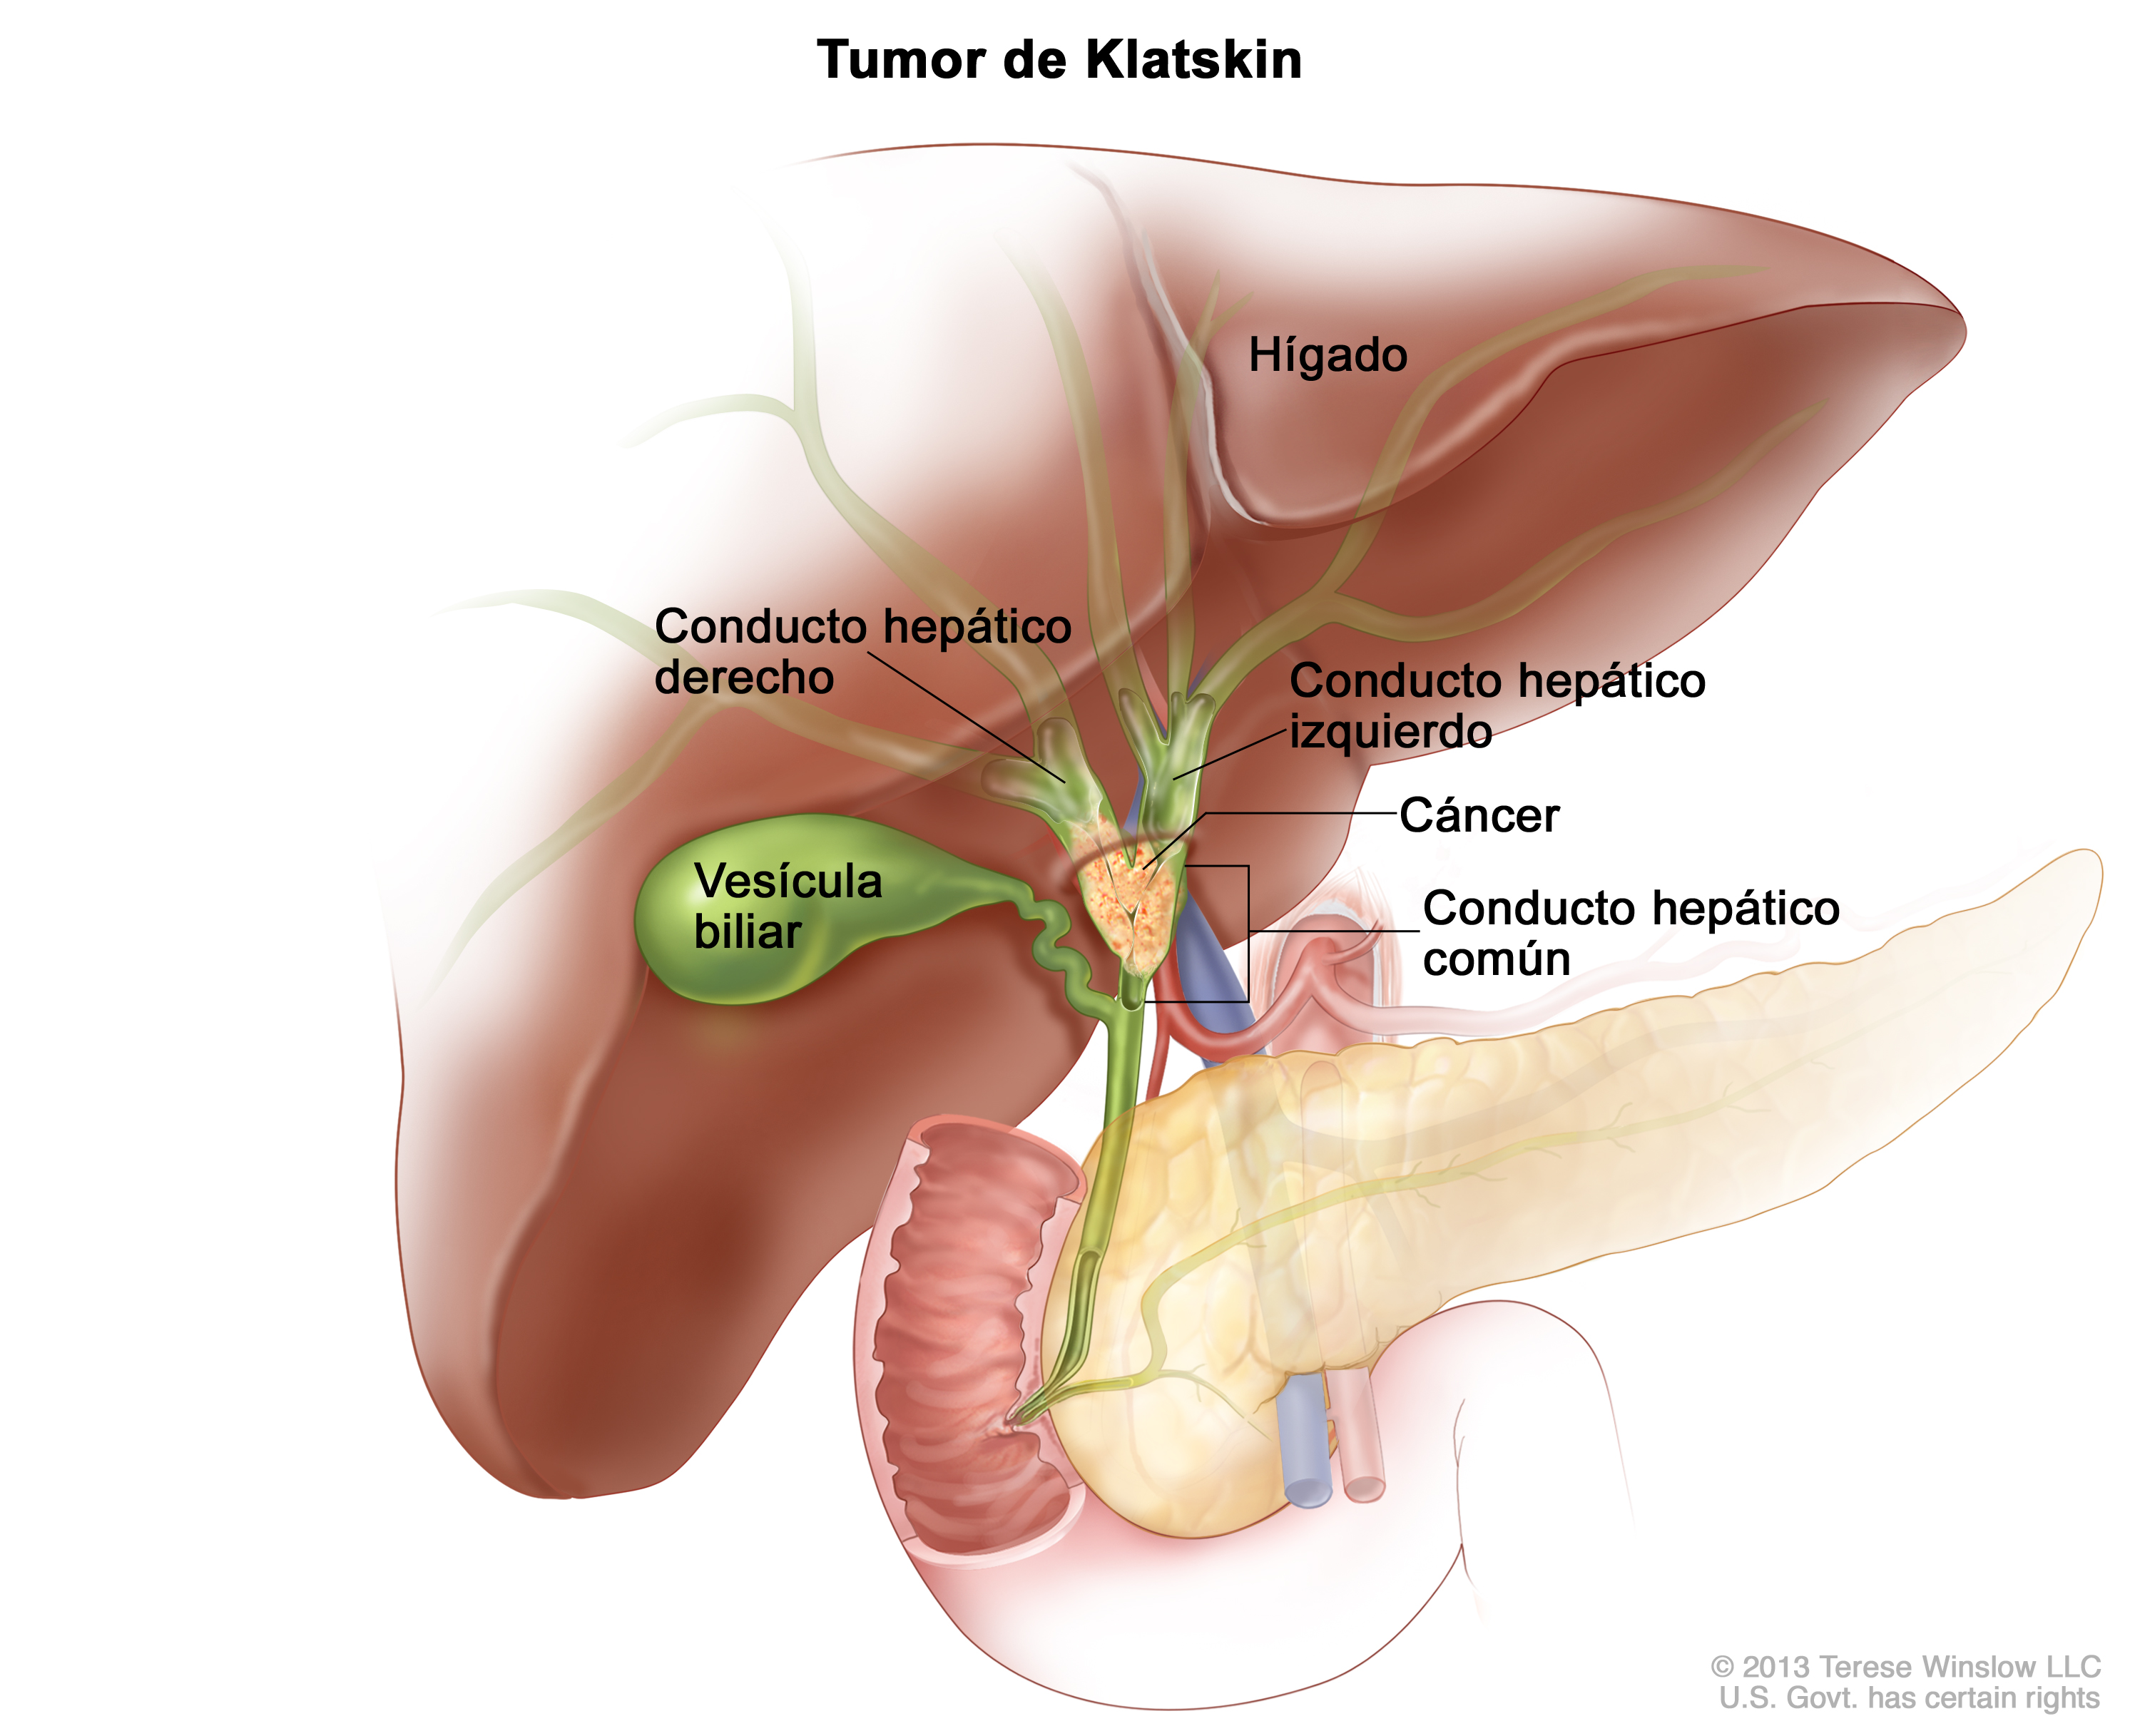 Tumor de Klatskin
Hígado
Conducto hepático
derecho
Conducto hepático
izquierdo
Cáncer
Vesícula
biliar
Conducto hepático
común
© 2013 Terese Winslow LLC
U.S. Govt. has certain rights